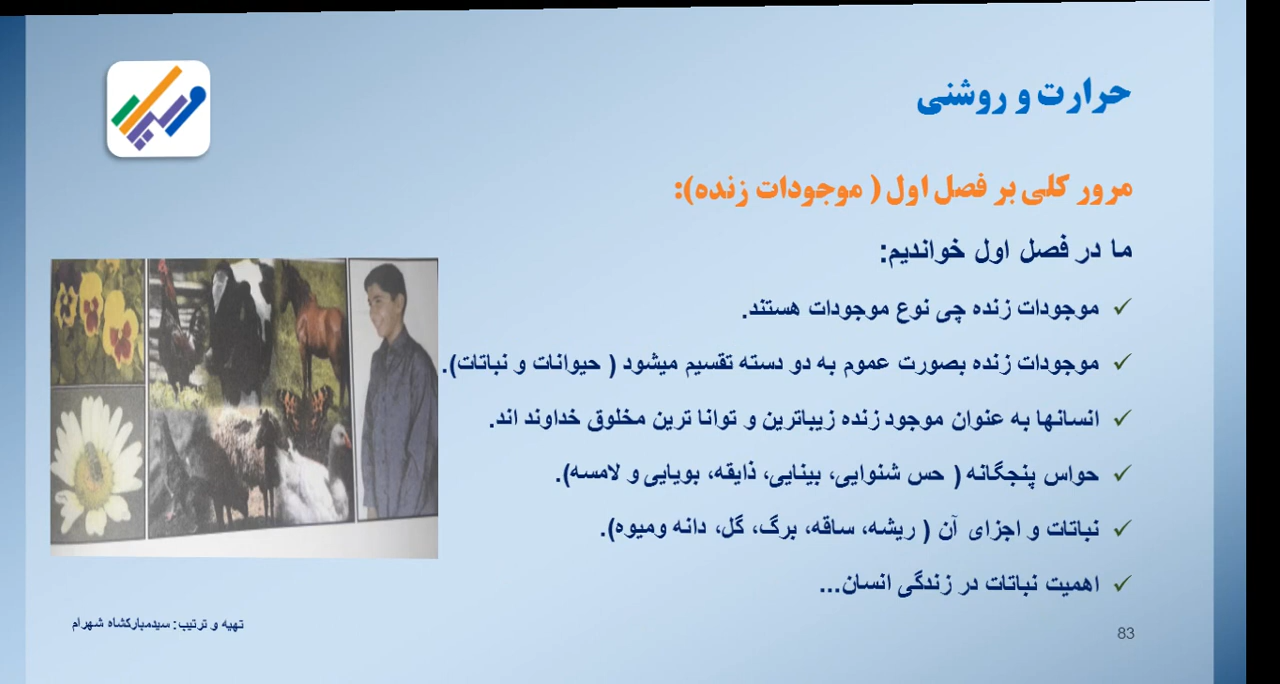 حرارت و روشنی
مرور کلی بر فصل اول ( موجودات زنده):
ما در فصل اول خواندیم:
✓ موجودات زنده چی نوع موجودات هستند.
✓ موجودات زنده بصورت عموم به دو دسته تقسیم میشود ( حیوانات و نباتات).
✓ انسانها به عنوان موجود زنده زیباترین و توانا ترین مخلوق خداوند اند.
✓ حواس پنجگانه ( حس شنوایی، بینایی، ذایقه، بویایی و لامسه).
✓ نباتات و اجزای آن ( ریشه، ساقه، برگ، گل، دانه ومیوه).
✓ اهمیت نباتات در زندگی انسان...
تهیه و ترتیب: سیدمبارکشاه شهرام
83